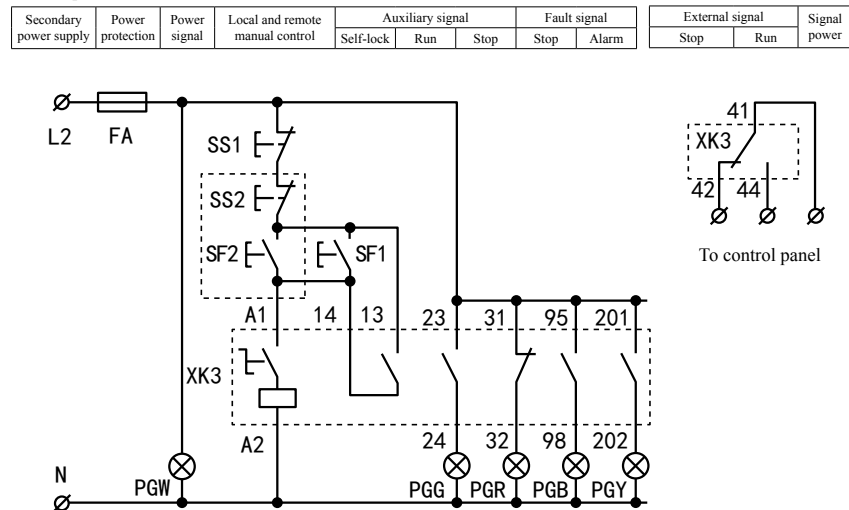 Secondary power supply
Power protection
Power signal
Local and remote manual control
Auxiliary signal
Self-lock Run Stop
Fault signal
Stop Alarm
External signal
Stop Run
Signal power
L2 FA
SS1
SS2
SF2 SF1
A1 14 13 23 31 95 201
XK3
A2 24 32 98 202
N PGW PGG PGR PGB PGY
41
XK3
42 44
To control panel